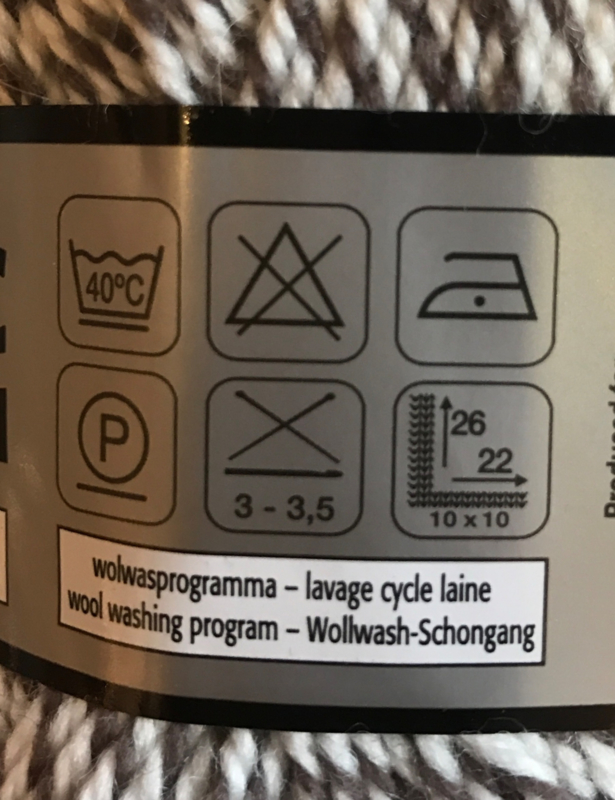 40°C
P
3 - 3,5
26
22
10 x 10
wolwasprogramma – lavage cycle laine
wool washing program – Wollwash-Schongang